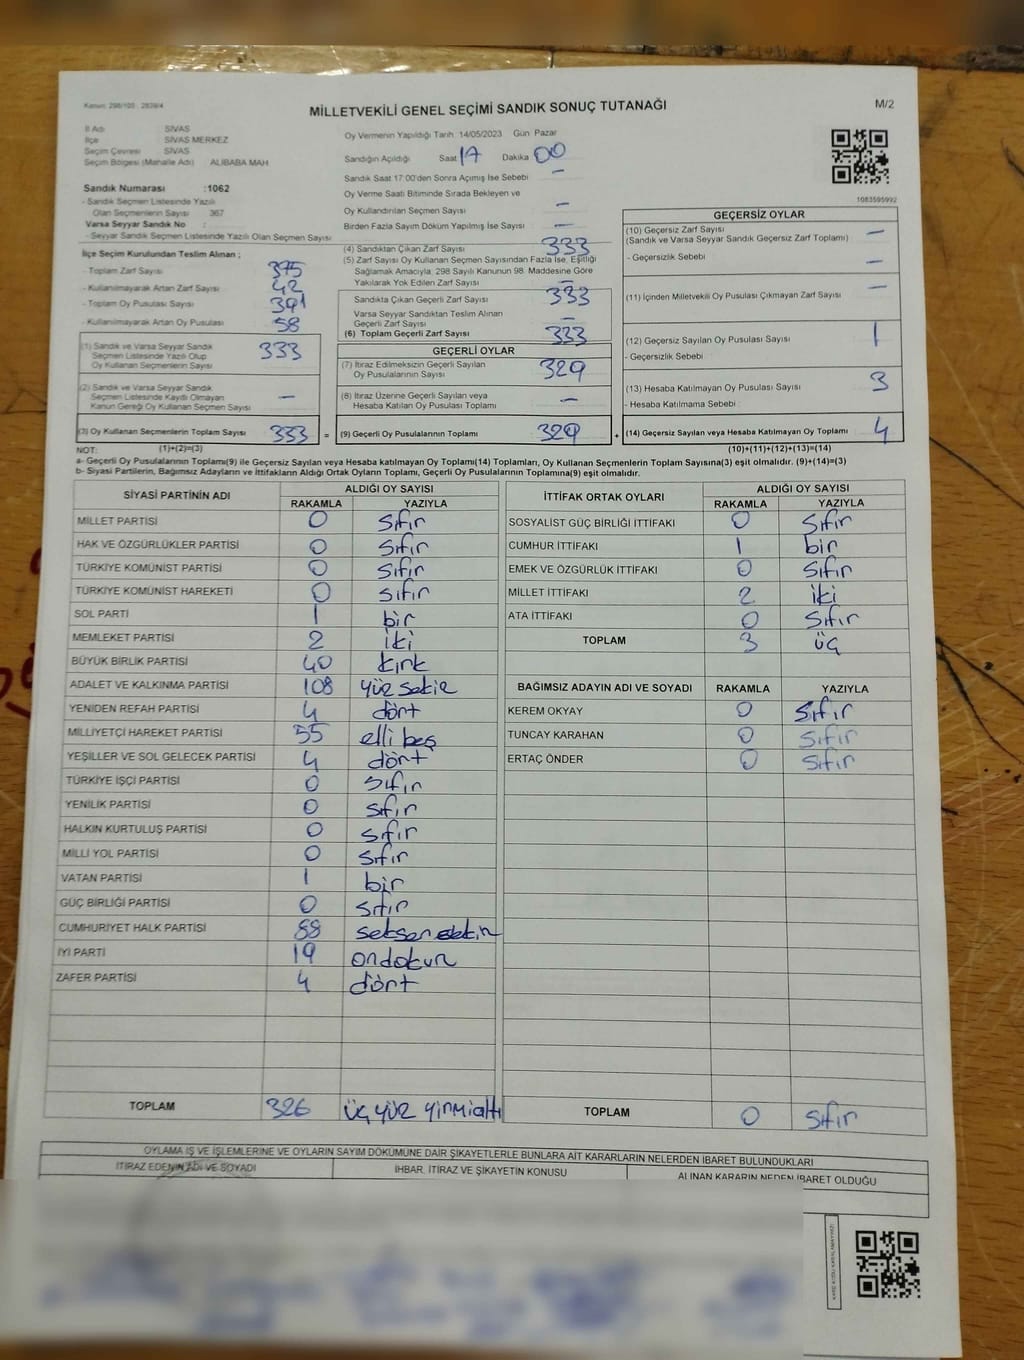 Kanun: 298/105 , 2839/4
MİLLETVEKİLİ GENEL SEÇİMİ SANDIK SONUÇ TUTANAĞI
M/2
İl Adı SİVAS
İlçe SİVAS MERKEZ
Seçim Çevresi SİVAS
Seçim Bölgesi (Mahalle Adı) ALİBABA MAH
Sandık Numarası :1062
- Sandık Seçmen Listesinde Yazılı
Olan Seçmenlerin Sayısı 367
Varsa Seyyar Sandık No :
- Seyyar Sandık Seçmen Listesinde Yazılı Olan Seçmen Sayısı
İlçe Seçim Kurulundan Teslim Alınan ;
- Toplam Zarf Sayısı 375
- Kullanılmayarak Artan Zarf Sayısı 42
- Toplam Oy Pusulası Sayısı 391
- Kullanılmayarak Artan Oy Pusulası 58
(1) Sandık ve Varsa Seyyar Sandık
Seçmen Listesinde Yazılı Olup
Oy Kullanan Seçmenlerin Sayısı 333
(2) Sandık ve Varsa Seyyar Sandık
Seçmen Listesinde Kaydı Olmayan
Kanun Gereği Oy Kullanan Seçmen Sayısı -
(3) Oy Kullanan Seçmenlerin Toplam Sayısı 333 =
Oy Vermenin Yapıldığı Tarih 14/05/2023 Gün Pazar
Sandığın Açıldığı Saat 17 Dakika 00
Sandık Saat 17:00'den Sonra Açımış İse Sebebi -
Oy Verme Saati Bitiminde Sırada Bekleyen ve
Oy Kullandırılan Seçmen Sayısı -
Birden Fazla Sayım Döküm Yapılmış İse Sayısı -
(4) Sandıktan Çıkan Zarf Sayısı 333
(5) Zarf Sayısı Oy Kullanan Seçmen Sayısından Fazla İse, Eşitliği
Sağlamak Amacıyla, 298 Sayılı Kanunun 98. Maddesine Göre
Yakılarak Yok Edilen Zarf Sayısı -
Sandıkta Çıkan Geçerli Zarf Sayısı 333
Varsa Seyyar Sandıktan Teslim Alınan
Geçerli Zarf Sayısı -
(6) Toplam Geçerli Zarf Sayısı 333
GEÇERLİ OYLAR
(7) İtiraz Edilmeksizin Geçerli Sayılan
Oy Pusulalarının Sayısı 329
(8) İtiraz Üzerine Geçerli Sayılan veya
Hesaba Katılan Oy Pusulası Toplamı -
(9) Geçerli Oy Pusulalarının Toplamı 329 +
1083595992
GEÇERSİZ OYLAR
(10) Geçersiz Zarf Sayısı -
(Sandık ve Varsa Seyyar Sandık Geçersiz Zarf Toplamı)
- Geçersizlik Sebebi -
(11) İçinden Milletvekili Oy Pusulası Çıkmayan Zarf Sayısı -
(12) Geçersiz Sayılan Oy Pusulası Sayısı 1
- Geçersizlik Sebebi
(13) Hesaba Katılmayan Oy Pusulası Sayısı 3
- Hesaba Katılmama Sebebi
(14) Geçersiz Sayılan veya Hesaba Katılmayan Oy Toplamı 4
NOT: (1)+(2)=(3) (10)+(11)+(12)+(13)=(14)
a- Geçerli Oy Pusulalarının Toplamı(9) ile Geçersiz Sayılan veya Hesaba katılmayan Oy Toplamı(14) Toplamları, Oy Kullanan Seçmenlerin Toplam Sayısına(3) eşit olmalıdır. (9)+(14)=(3)
b- Siyasi Partilerin, Bağımsız Adayların ve İttifakların Aldığı Ortak Oyların Toplamı, Geçerli Oy Pusulalarının Toplamına(9) eşit olmalıdır.
SİYASİ PARTİNİN ADI ALDIĞI OY SAYISI
RAKAMLA YAZIYLA
MİLLET PARTİSİ 0 sıfır
HAK VE ÖZGÜRLÜKLER PARTİSİ 0 sıfır
TÜRKİYE KOMÜNİST PARTİSİ 0 sıfır
TÜRKİYE KOMÜNİST HAREKETİ 0 sıfır
SOL PARTİ 1 bir
MEMLEKET PARTİSİ 2 iki
BÜYÜK BİRLİK PARTİSİ 40 kırk
ADALET VE KALKINMA PARTİSİ 108 yüz sekiz
YENİDEN REFAH PARTİSİ 4 dört
MİLLİYETÇİ HAREKET PARTİSİ 55 elli beş
YEŞİLLER VE SOL GELECEK PARTİSİ 4 dört
TÜRKİYE İŞÇİ PARTİSİ 0 sıfır
YENİLİK PARTİSİ 0 sıfır
HALKIN KURTULUŞ PARTİSİ 0 sıfır
MİLLİ YOL PARTİSİ 0 sıfır
VATAN PARTİSİ 1 bir
GÜÇ BİRLİĞİ PARTİSİ 0 sıfır
CUMHURİYET HALK PARTİSİ 88 seksen sekiz
İYİ PARTİ 19 ondokuz
ZAFER PARTİSİ 4 dört
TOPLAM 326 üç yüz yirmialtı
İTTİFAK ORTAK OYLARI ALDIĞI OY SAYISI
RAKAMLA YAZIYLA
SOSYALİST GÜÇ BİRLİĞİ İTTİFAKI 0 sıfır
CUMHUR İTTİFAKI 1 bir
EMEK VE ÖZGÜRLÜK İTTİFAKI 0 sıfır
MİLLET İTTİFAKI 2 iki
ATA İTTİFAKI 0 sıfır
TOPLAM 3 üç
BAĞIMSIZ ADAYIN ADI VE SOYADI RAKAMLA YAZIYLA
KEREM OKYAY 0 sıfır
TUNCAY KARAHAN 0 sıfır
ERTAÇ ÖNDER 0 sıfır
TOPLAM 0 sıfır
OYLAMA İŞ VE İŞLEMLERİNE VE OYLARIN SAYIM DÖKÜMÜNE DAİR ŞİKAYETLERLE BUNLARA AİT KARARLARIN NELERDEN İBARET BULUNDUKLARI
İTİRAZ EDENİN ADI VE SOYADI İHBAR, İTİRAZ VE ŞİKAYETİN KONUSU ALINAN KARARIN NEDEN İBARET OLDUĞU